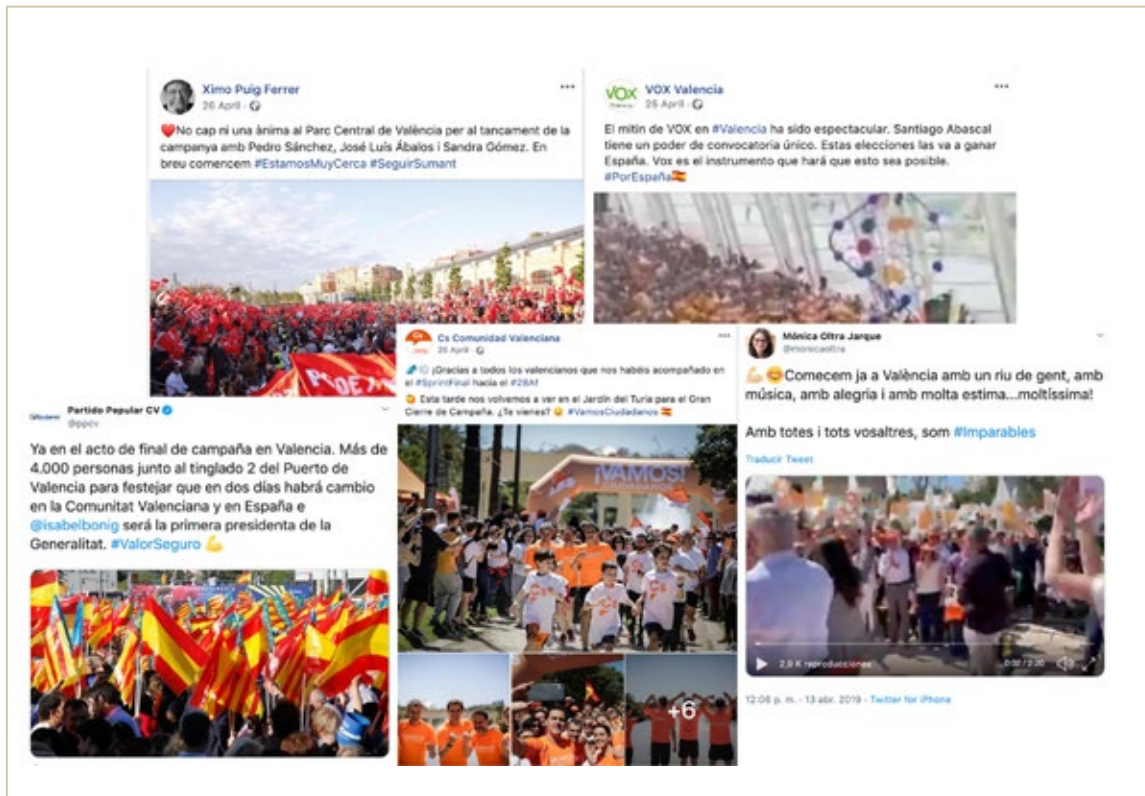 Ximo Puig Ferrer
26 April ·
No cap ni una ànima al Parc Central de València per al tancament de la
campanya amb Pedro Sánchez, José Luís Ábalos i Sandra Gómez. En
breu comencem #EstamosMuyCerca #SeguirSumant
VOX
VOX Valencia
26 April ·
El mitin de VOX en #Valencia ha sido espectacular. Santiago Abascal
tiene un poder de convocatoria único. Estas elecciones las va a ganar
España. Vox es el instrumento que hará que esto sea posible.
#PorEspaña
Partido Popular CV
@ppcv
Ya en el acto de final de campaña en Valencia. Más de
4.000 personas junto al tinglado 2 del Puerto de
Valencia para festejar que en dos días habrá cambio
en la Comunitat Valenciana y en España e
@isabelbonig será la primera presidenta de la
Generalitat. #ValorSeguro
Cs
Cs Comunidad Valenciana
26 April ·
¡Gracias a todos los valencianos que nos habéis acompañado en
el #SprintFinal hacia el #28A!
Esta tarde nos volvemos a ver en el Jardín del Turia para el Gran
Cierre de Campaña. ¿Te vienes? #VamosCiudadanos
¡VAMOS!
+6
Mónica Oltra Jarque
@monicaoltra
Comecem ja a València amb un riu de gent, amb
música, amb alegria i amb molta estima...moltíssima!
Amb totes i tots vosaltres, som #Imparables
Traducir Tweet
2,9 K reproducciones
0:02 / 2:20
12:06 p. m. · 13 abr. 2019 · Twitter for iPhone